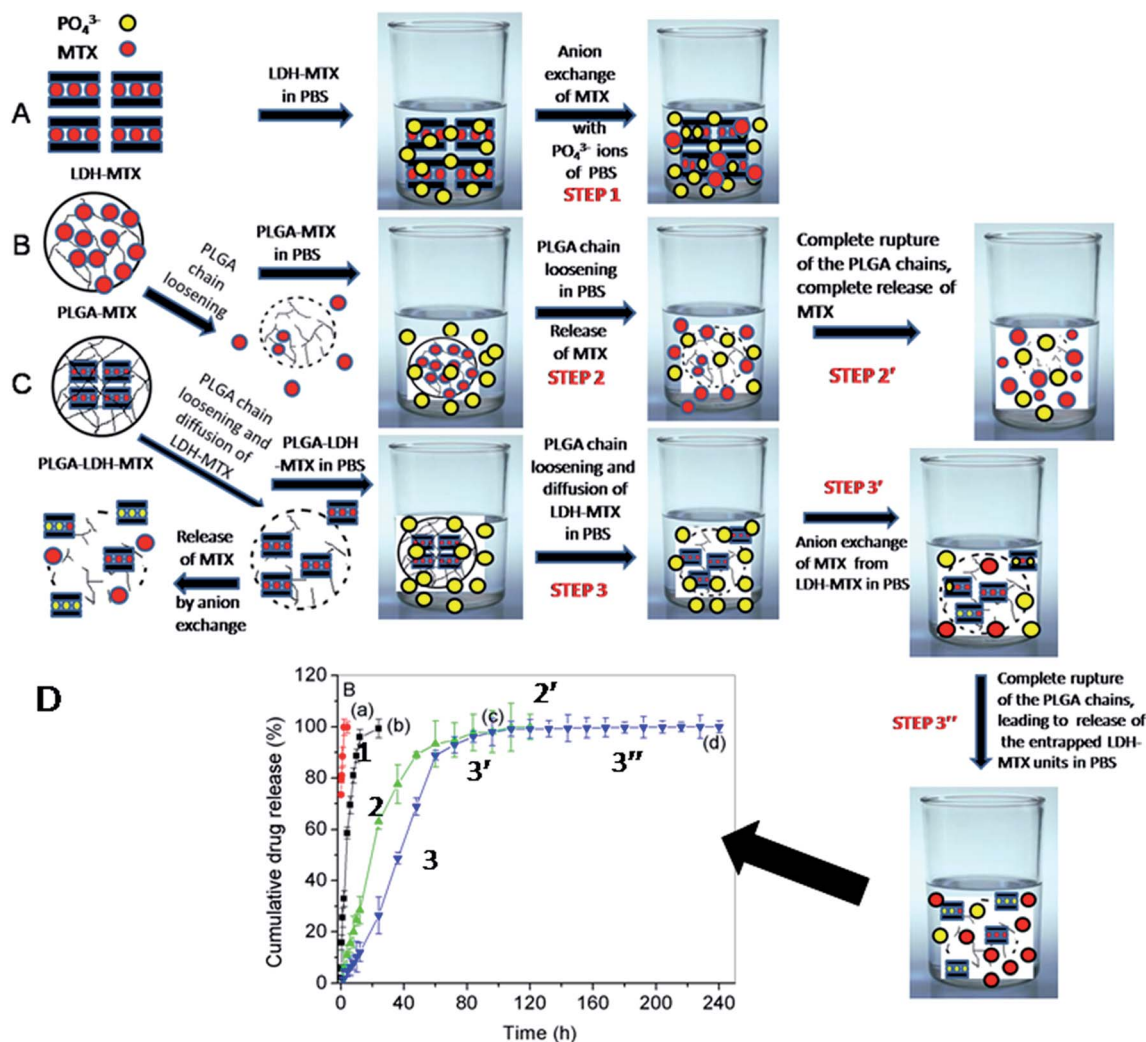 PO₄³⁻
MTX
A
LDH-MTX
LDH-MTX
in PBS
Anion
exchange
of MTX
with
PO₄³⁻ ions
of PBS
STEP 1
B
PLGA-MTX
PLGA
chain
loosening
PLGA-MTX
in PBS
PLGA chain
loosening
in PBS
Release
of MTX
STEP 2
Complete rupture
of the PLGA chains,
complete release of
MTX
STEP 2'
C
PLGA-LDH-MTX
PLGA chain
loosening and
diffusion of
LDH-MTX
PLGA-LDH
-MTX in PBS
Release
of MTX
by anion
exchange
PLGA chain
loosening and
diffusion of
LDH-MTX
in PBS
STEP 3
STEP 3'
Anion exchange
of MTX from
LDH-MTX in PBS
STEP 3''
Complete rupture
of the PLGA chains,
leading to release of
the entrapped LDH-
MTX units in PBS
D
Cumulative drug release (%)
120
100
80
60
40
20
0
B
(a)
(b)
(c)
(d)
1
2
2'
3
3'
3''
0 40 80 120 160 200 240
Time (h)